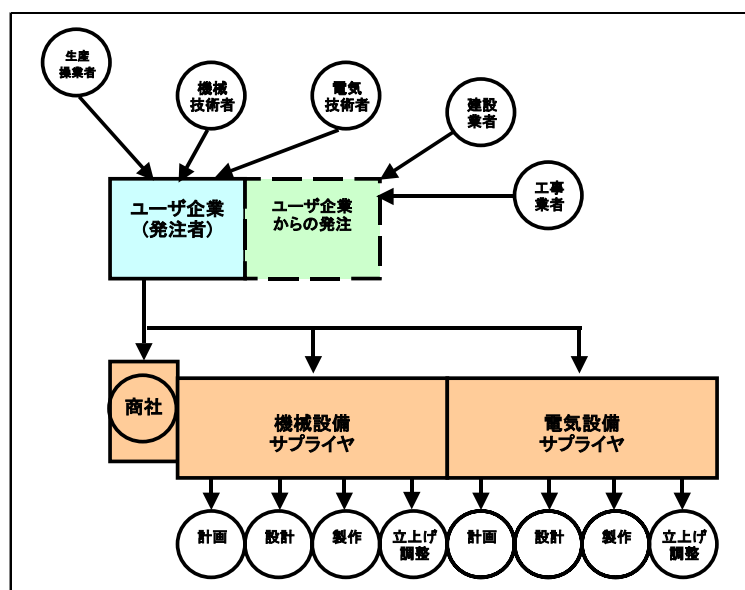 生産
操業者
機械
技術者
電気
技術者
建設
業者
工事
業者
ユーザ企業
(発注者)
ユーザ企業
からの発注
商社
機械設備
サプライヤ
電気設備
サプライヤ
計画
設計
製作
立上げ
調整
計画
設計
製作
立上げ
調整